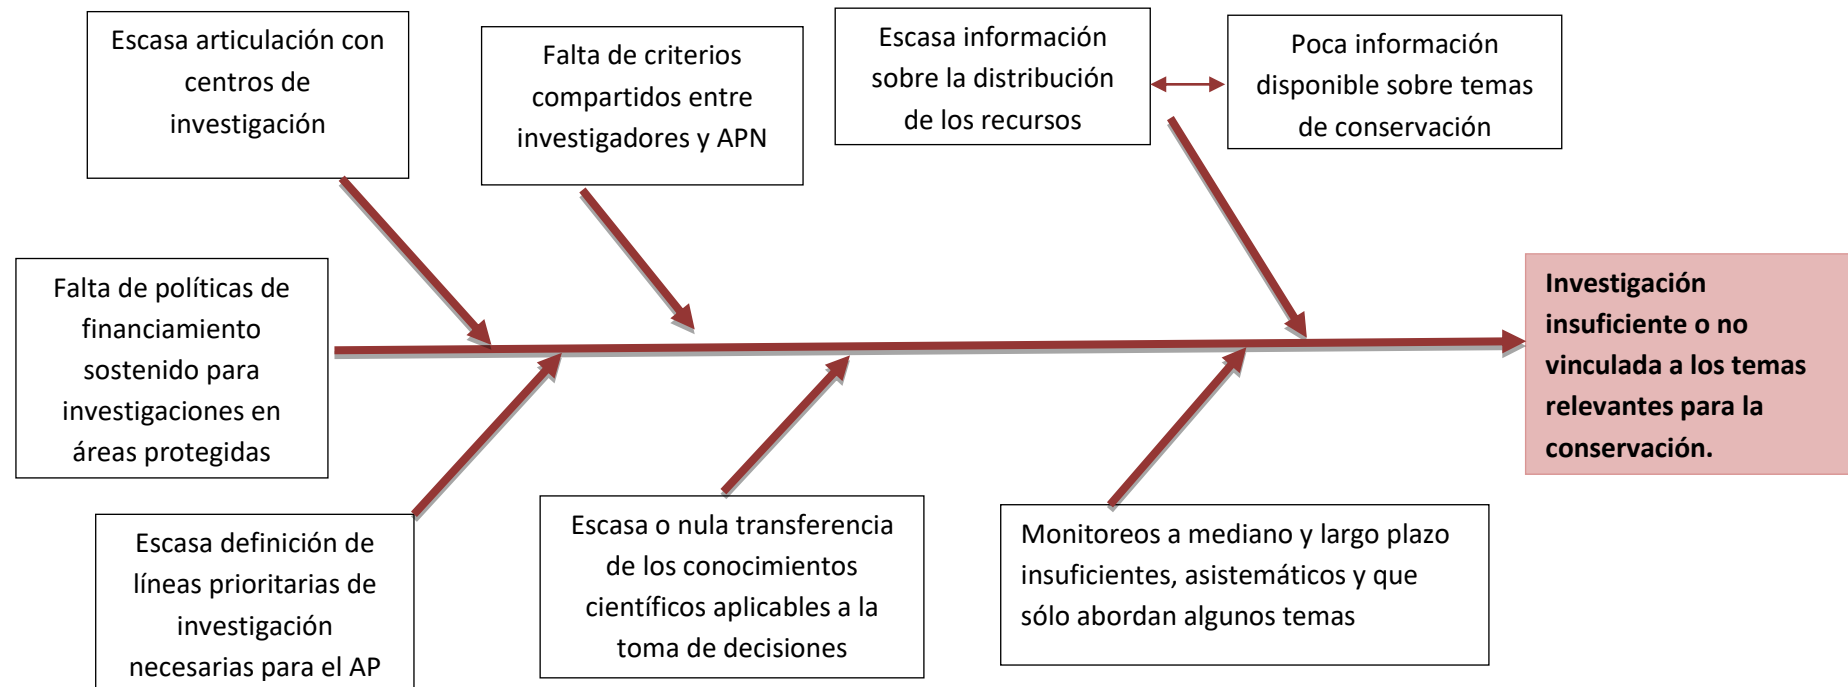 Escasa articulación con
centros de
investigación
Falta de criterios
compartidos entre
investigadores y APN
Escasa información
sobre la distribución
de los recursos
Poca información
disponible sobre temas
de conservación
Falta de políticas de
financiamiento
sostenido para
investigaciones en
áreas protegidas
Investigación
insuficiente o no
vinculada a los temas
relevantes para la
conservación.
Escasa definición de
líneas prioritarias de
investigación
necesarias para el AP
Escasa o nula transferencia
de los conocimientos
científicos aplicables a la
toma de decisiones
Monitoreos a mediano y largo plazo
insuficientes, asistemáticos y que
sólo abordan algunos temas